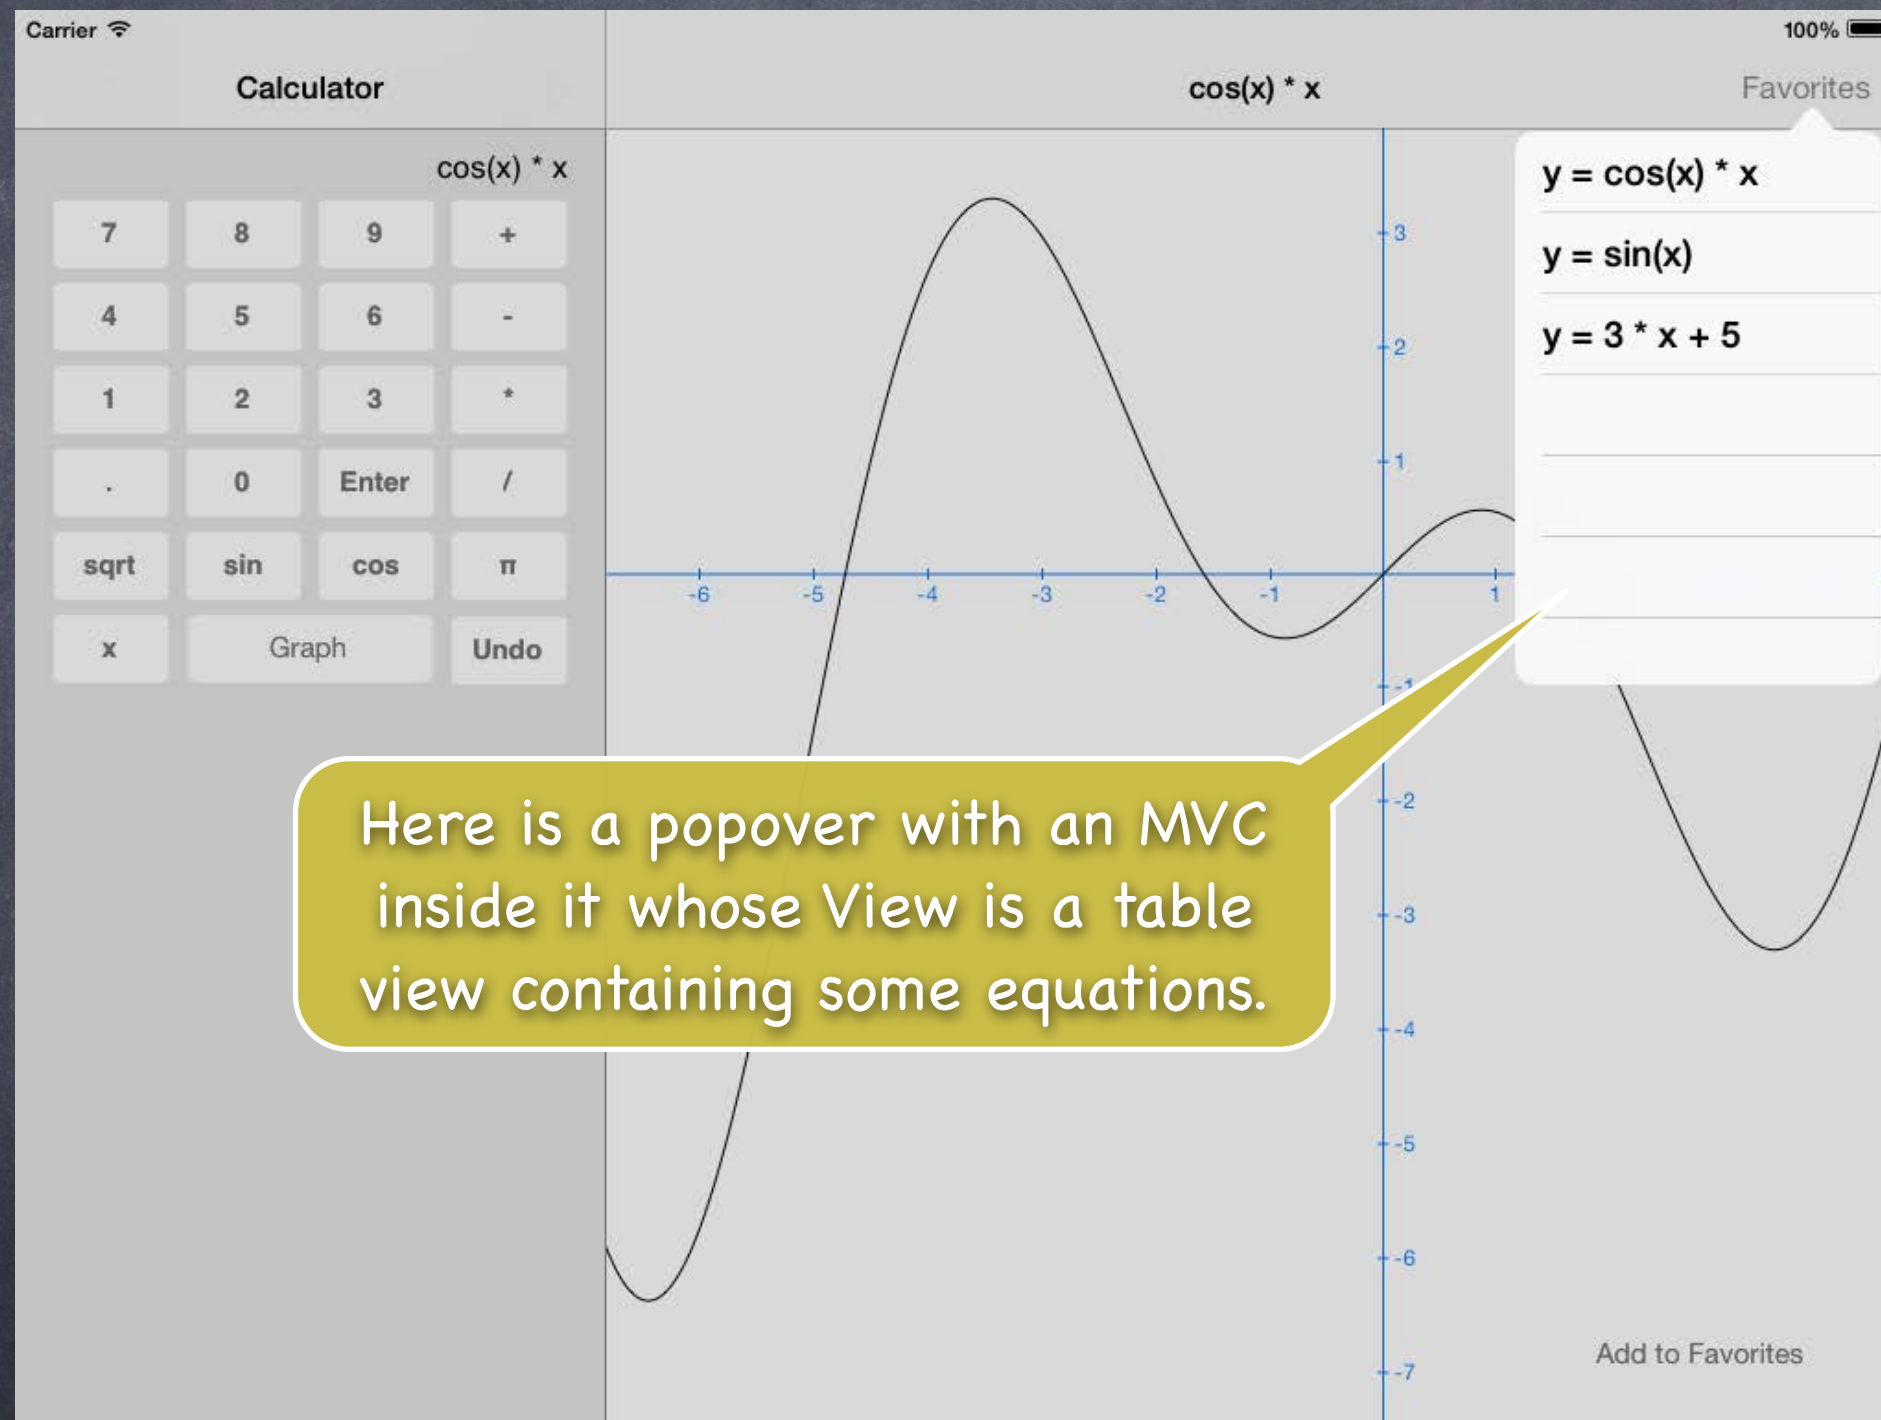 Carrier
100%
Calculator
cos(x) * x
Favorites
cos(x) * x
7 8 9 +
4 5 6 -
1 2 3 *
. 0 Enter /
sqrt sin cos π
x Graph Undo
y = cos(x) * x
y = sin(x)
y = 3 * x + 5
3
2
1
-6 -5 -4 -3 -2 -1 1
-1
-2
-3
-4
-5
-6
-7
Here is a popover with an MVC
inside it whose View is a table
view containing some equations.
Add to Favorites